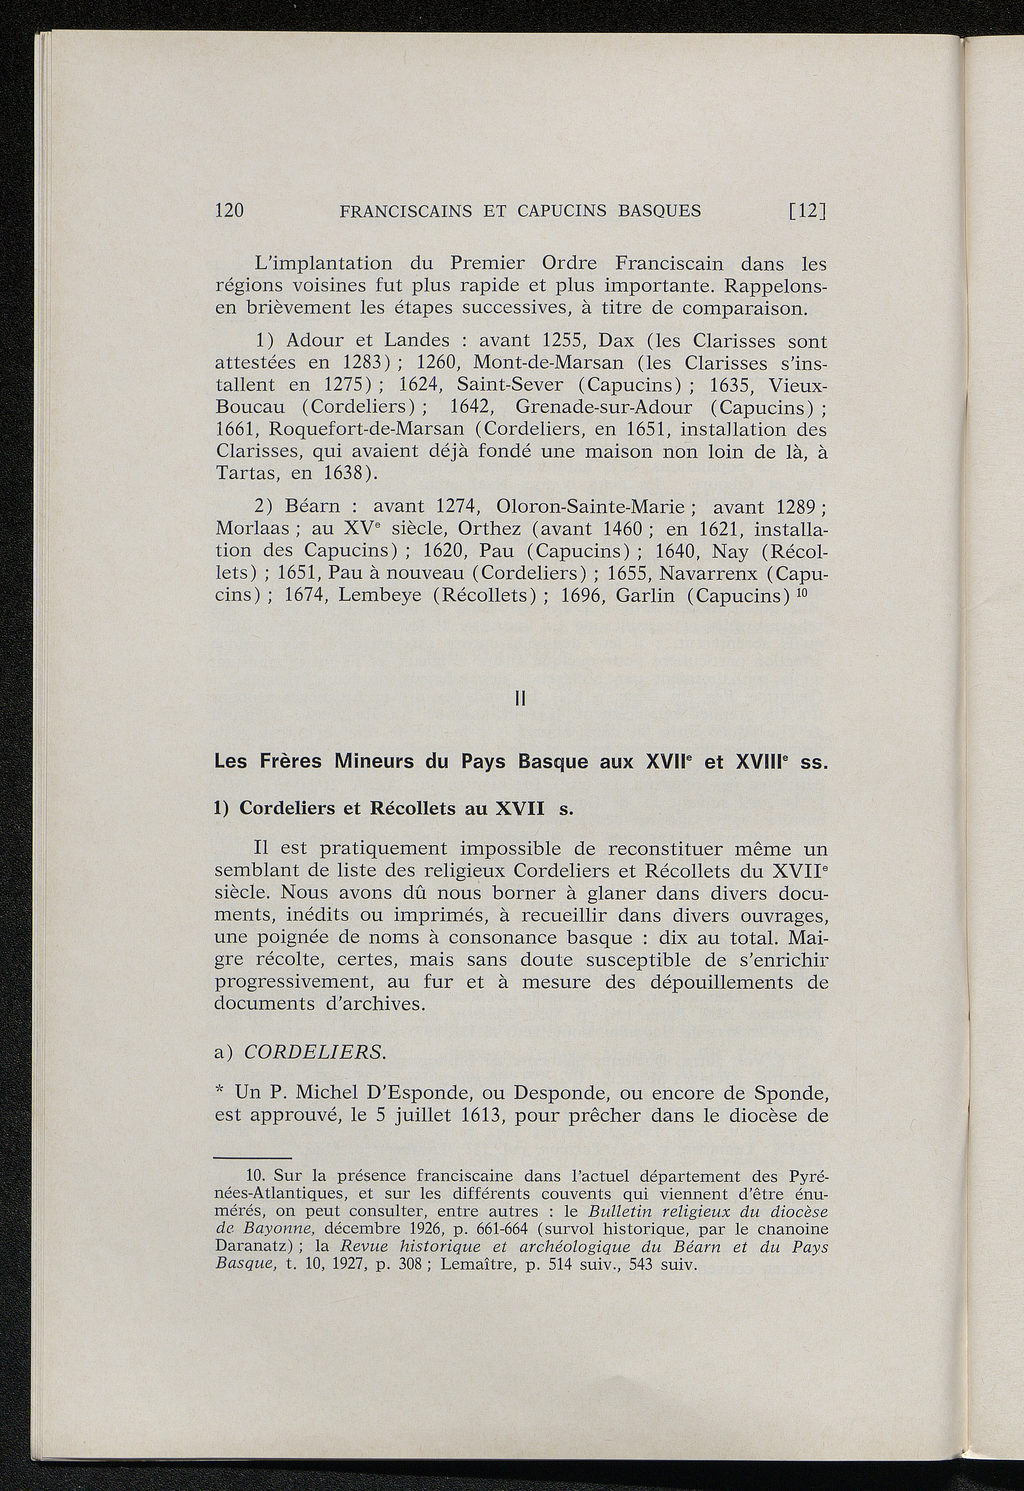 120 FRANCISCAINS ET CAPUCINS BASQUES [12]
L'implantation du Premier Ordre Franciscain dans les
régions voisines fut plus rapide et plus importante. Rappelons-
en brièvement les étapes successives, à titre de comparaison.
1) Adour et Landes : avant 1255, Dax (les Clarisses sont
attestées en 1283) ; 1260, Mont-de-Marsan (les Clarisses s'ins-
tallent en 1275) ; 1624, Saint-Sever (Capucins) ; 1635, Vieux-
Boucau (Cordeliers) ; 1642, Grenade-sur-Adour (Capucins) ;
1661, Roquefort-de-Marsan (Cordeliers, en 1651, installation des
Clarisses, qui avaient déjà fondé une maison non loin de là, à
Tartas, en 1638).
2) Béarn : avant 1274, Oloron-Sainte-Marie ; avant 1289 ;
Morlaas ; au XVe siècle, Orthez (avant 1460 ; en 1621, installa-
tion des Capucins) ; 1620, Pau (Capucins) ; 1640, Nay (Récol-
lets) ; 1651, Pau à nouveau (Cordeliers) ; 1655, Navarrenx (Capu-
cins) ; 1674, Lembeye (Récollets) ; 1696, Garlin (Capucins) 10
II
Les Frères Mineurs du Pays Basque aux XVIIe et XVIIIe ss.
1) Cordeliers et Récollets au XVII s.
Il est pratiquement impossible de reconstituer même un
semblant de liste des religieux Cordeliers et Récollets du XVIIe
siècle. Nous avons dû nous borner à glaner dans divers docu-
ments, inédits ou imprimés, à recueillir dans divers ouvrages,
une poignée de noms à consonance basque : dix au total. Mai-
gre récolte, certes, mais sans doute susceptible de s'enrichir
progressivement, au fur et à mesure des dépouillements de
documents d'archives.
a) CORDELIERS.
* Un P. Michel D'Esponde, ou Desponde, ou encore de Sponde,
est approuvé, le 5 juillet 1613, pour prêcher dans le diocèse de
10. Sur la présence franciscaine dans l'actuel département des Pyré-
nées-Atlantiques, et sur les différents couvents qui viennent d'être énu-
mérés, on peut consulter, entre autres : le Bulletin religieux du diocèse
de Bayonne, décembre 1926, p. 661-664 (survol historique, par le chanoine
Daranatz) ; la Revue historique et archéologique du Béarn et du Pays
Basque, t. 10, 1927, p. 308 ; Lemaître, p. 514 suiv., 543 suiv.